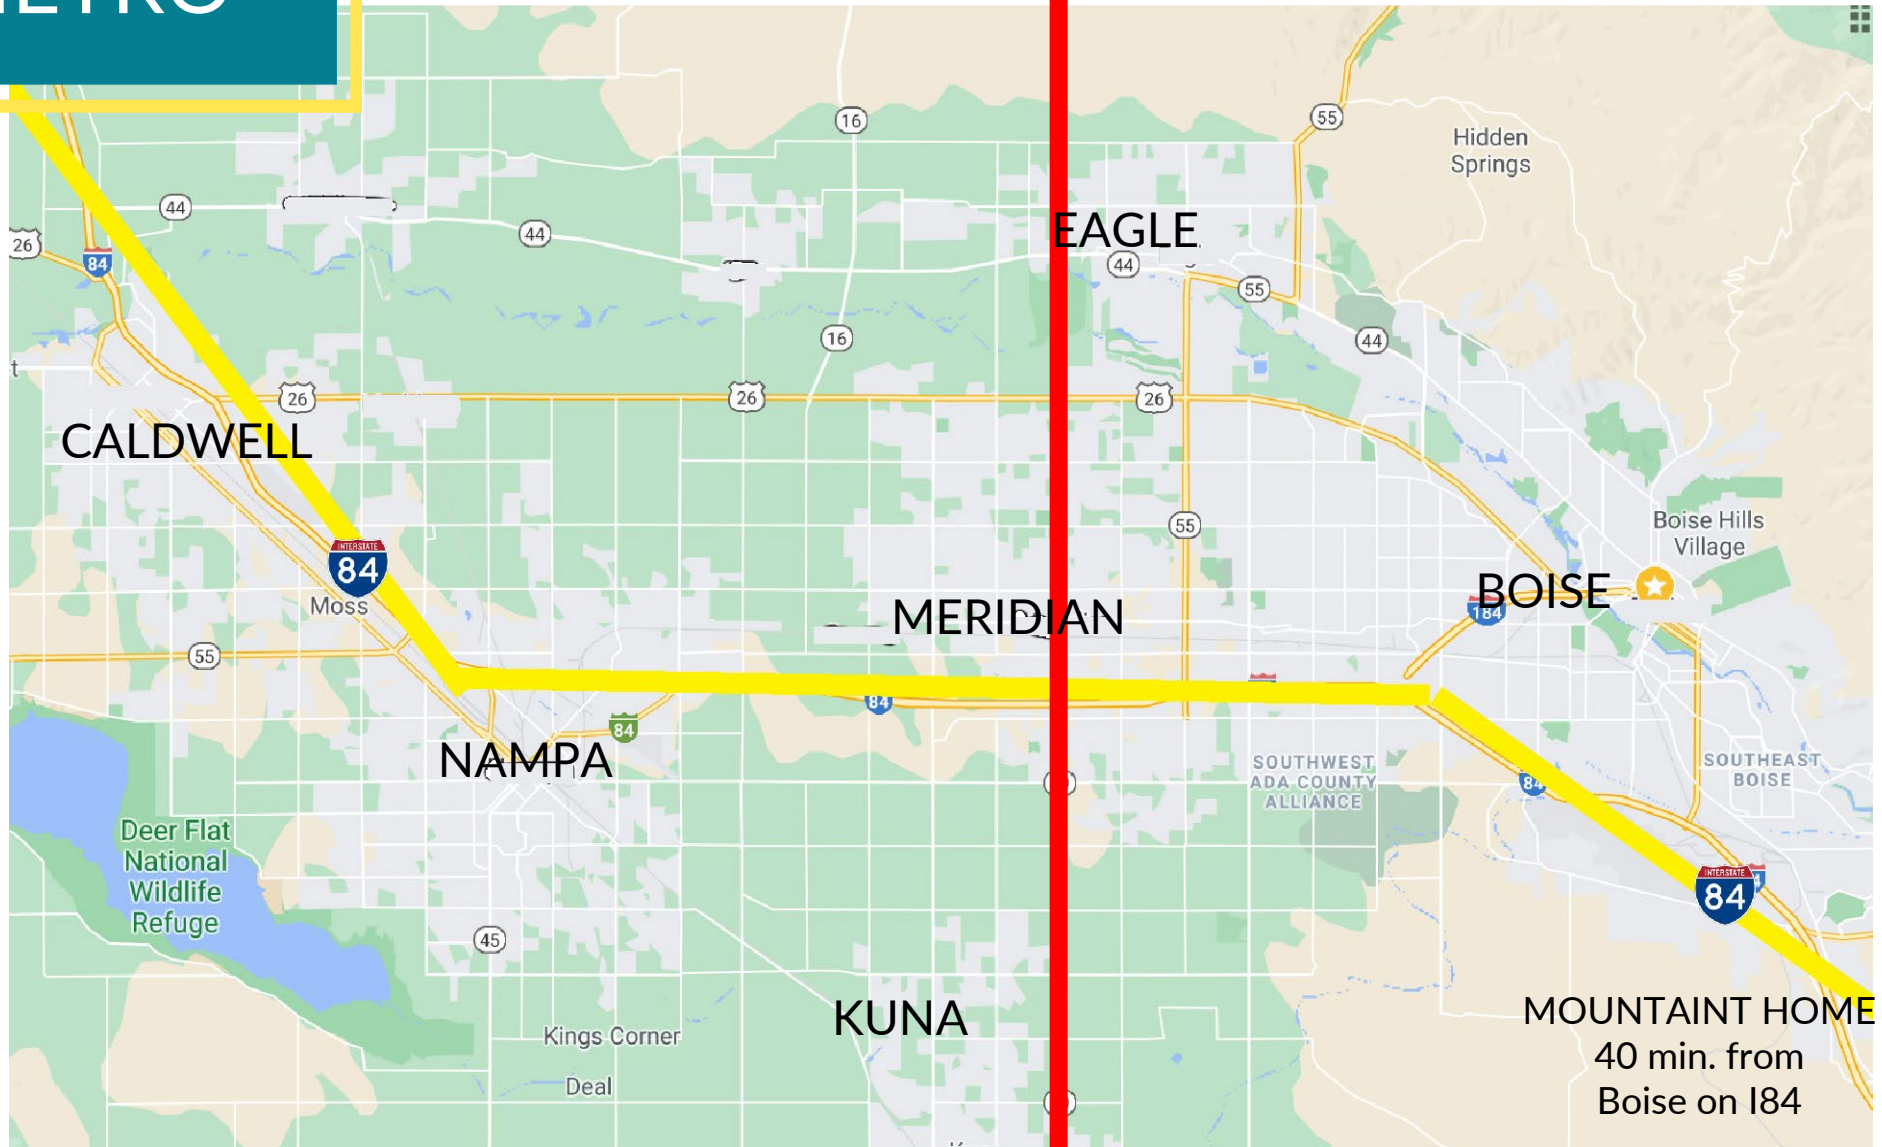 16
55
Hidden
Springs
44
44
EAGLE
26
84
44
55
16
44
26
26
26
CALDWELL
55
Boise Hills
Village
INTERSTATE
84
Moss
BOISE
184
MERIDIAN
55
84
84
NAMPA
SOUTHWEST
ADA COUNTY
ALLIANCE
SOUTHEAST
BOISE
84
Deer Flat
National
Wildlife
Refuge
INTERSTATE
84
45
KUNA
MOUNTAINT HOME
40 min. from
Boise on I84
Kings Corner
Deal